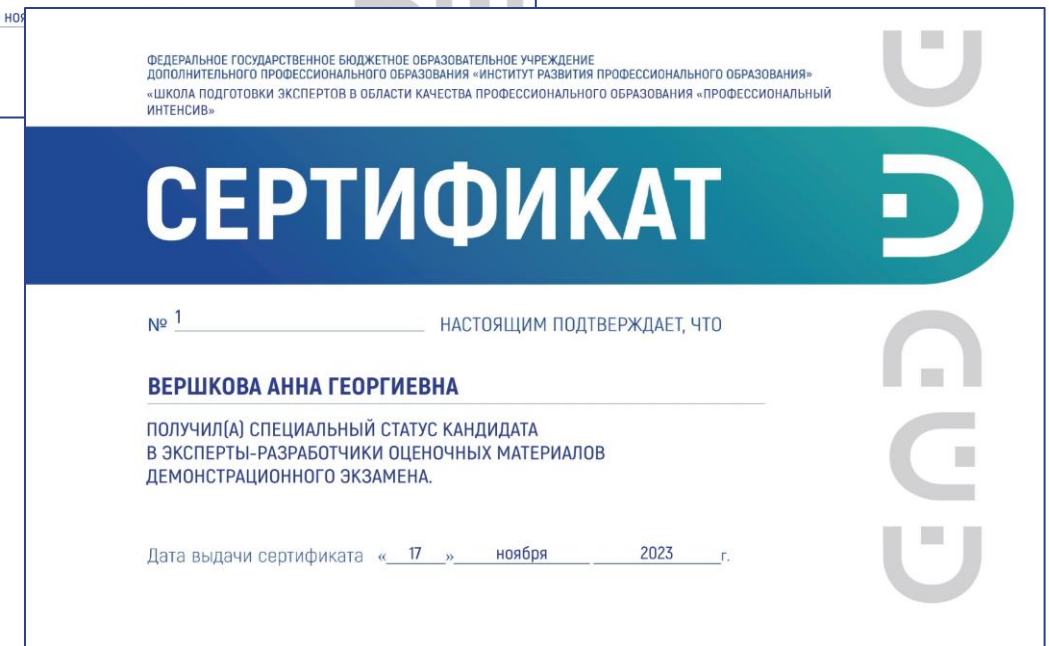 ФЕДЕРАЛЬНОЕ ГОСУДАРСТВЕННОЕ БЮДЖЕТНОЕ ОБРАЗОВАТЕЛЬНОЕ УЧРЕЖДЕНИЕ
ДОПОЛНИТЕЛЬНОГО ПРОФЕССИОНАЛЬНОГО ОБРАЗОВАНИЯ «ИНСТИТУТ РАЗВИТИЯ ПРОФЕССИОНАЛЬНОГО ОБРАЗОВАНИЯ»
«ШКОЛА ПОДГОТОВКИ ЭКСПЕРТОВ В ОБЛАСТИ КАЧЕСТВА ПРОФЕССИОНАЛЬНОГО ОБРАЗОВАНИЯ «ПРОФЕССИОНАЛЬНЫЙ
ИНТЕНСИВ»
СЕРТИФИКАТ
№ 1 НАСТОЯЩИМ ПОДТВЕРЖДАЕТ, ЧТО
ВЕРШКОВА АННА ГЕОРГИЕВНА
ПОЛУЧИЛ(А) СПЕЦИАЛЬНЫЙ СТАТУС КАНДИДАТА
В ЭКСПЕРТЫ-РАЗРАБОТЧИКИ ОЦЕНОЧНЫХ МАТЕРИАЛОВ
ДЕМОНСТРАЦИОННОГО ЭКЗАМЕНА.
Дата выдачи сертификата « 17 » ноября 2023 г.